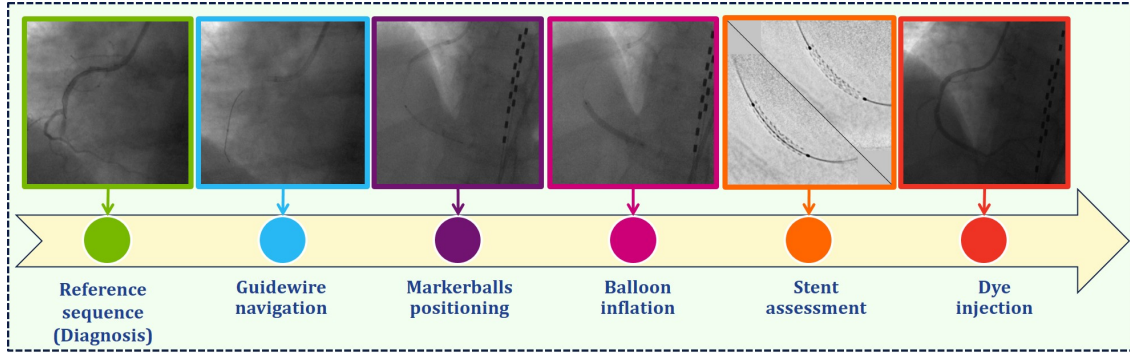 Reference
sequence
(Diagnosis)
Guidewire
navigation
Markerballs
positioning
Balloon
inflation
Stent
assessment
Dye
injection